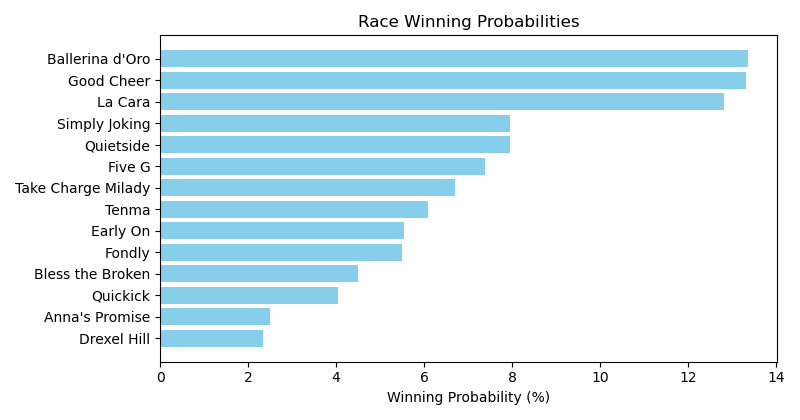 Race Winning Probabilities
Ballerina d'Oro
Good Cheer
La Cara
Simply Joking
Quietside
Five G
Take Charge Milady
Tenma
Early On
Fondly
Bless the Broken
Quickick
Anna's Promise
Drexel Hill
0 2 4 6 8 10 12 14
Winning Probability (%)